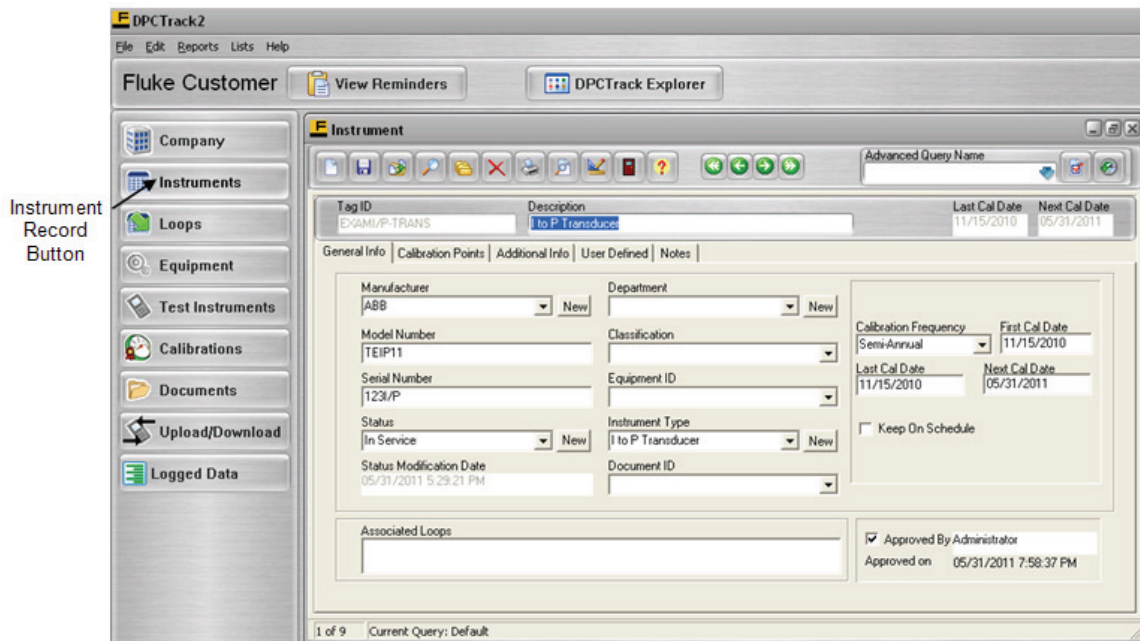 DPCTrack2
File Edit Reports Lists Help
Fluke Customer View Reminders DPCTrack Explorer
Instrument Record Button
Company
Instruments
Loops
Equipment
Test Instruments
Calibrations
Documents
Upload/Download
Logged Data
Instrument
Advanced Query Name
Tag ID Description Last Cal Date Next Cal Date
EXAMI/P-TRANS I to P Transducer 11/15/2010 05/31/2011
General Info Calibration Points Additional Info User Defined Notes
Manufacturer
ABB New
Model Number
TEIP11
Serial Number
123I/P
Status
In Service New
Status Modification Date
05/31/2011 5:29:21 PM
Department
New
Classification
Equipment ID
Instrument Type
I to P Transducer New
Document ID
Calibration Frequency First Cal Date
Semi-Annual 11/15/2010
Last Cal Date Next Cal Date
11/15/2010 05/31/2011
Keep On Schedule
Associated Loops
Approved By Administrator
Approved on 05/31/2011 7:58:37 PM
1 of 9 Current Query: Default